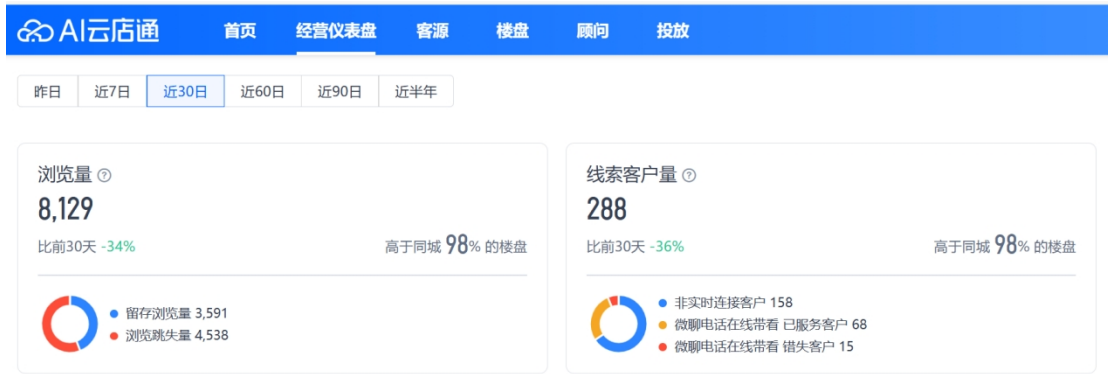 AI云店通 首页 经营仪表盘 客源 楼盘 顾问 投放
昨日 近7日 近30日 近60日 近90日 近半年
浏览量 ?
8,129
比前30天 -34% 高于同城 98% 的楼盘
留存浏览量 3,591
浏览跳失量 4,538
线索客户量 ?
288
比前30天 -36% 高于同城 98% 的楼盘
非实时连接客户 158
微聊电话在线带看 已服务客户 68
微聊电话在线带看 错失客户 15